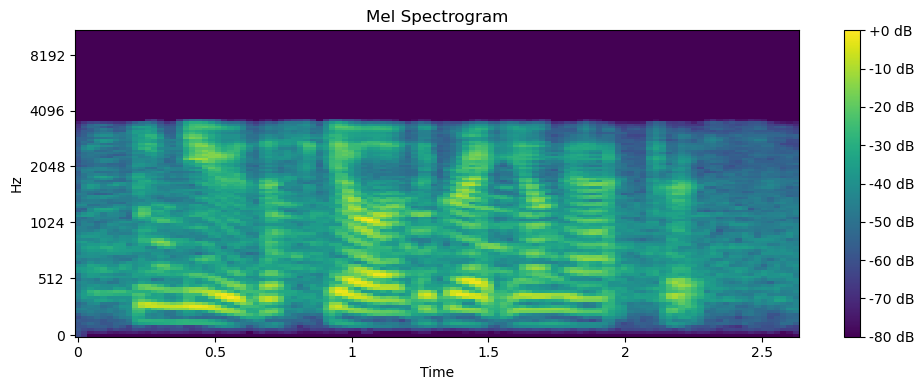 Mel Spectrogram
8192
4096
2048
1024
512
0
Hz
0
0.5
1
1.5
2
2.5
Time
+0 dB
-10 dB
-20 dB
-30 dB
-40 dB
-50 dB
-60 dB
-70 dB
-80 dB